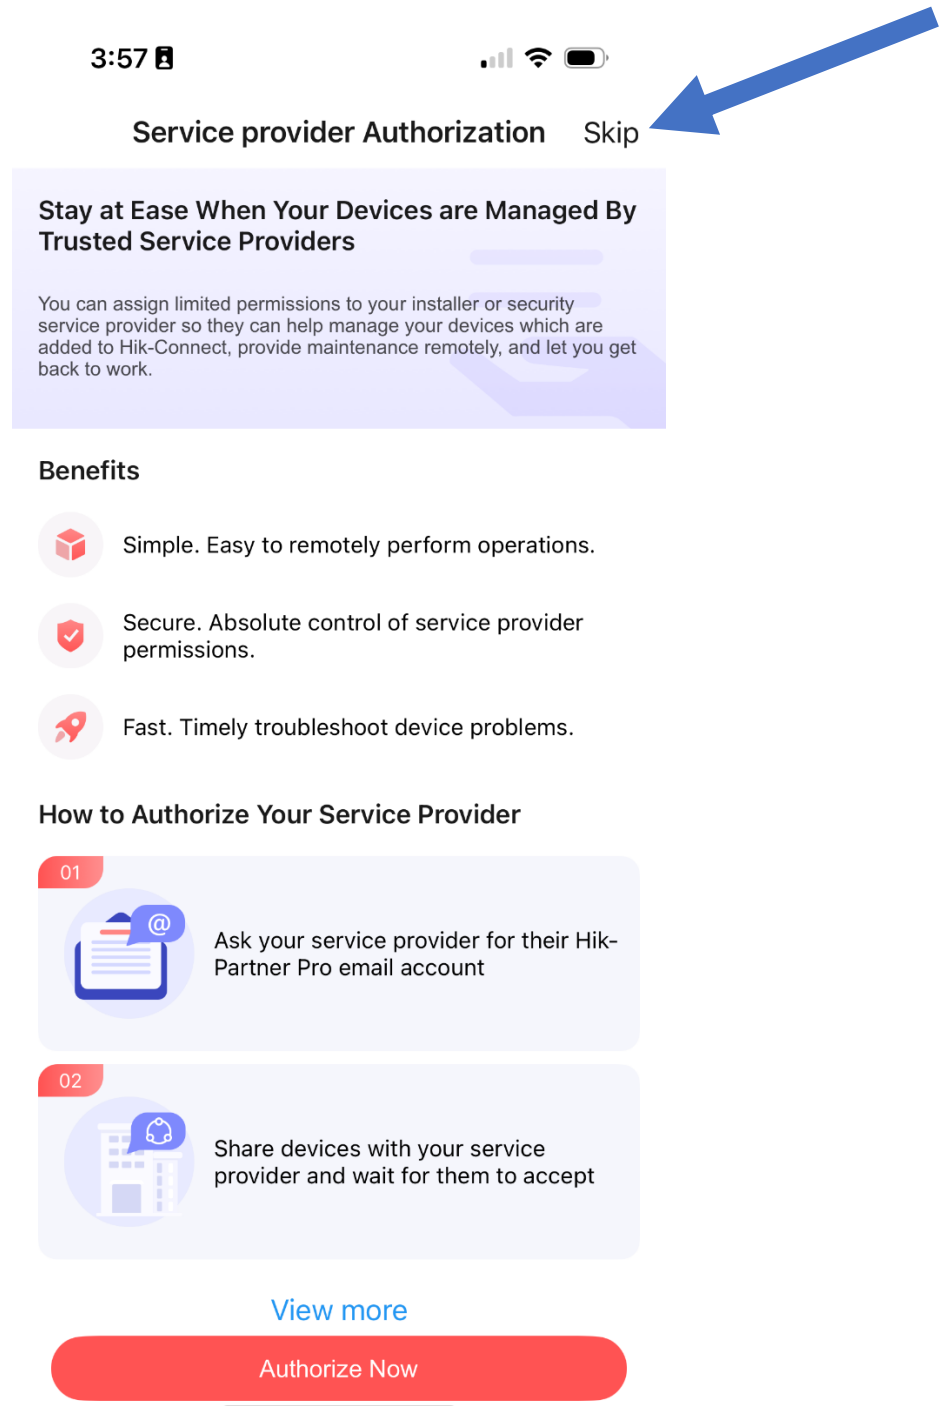 3:57
Service provider Authorization Skip
Stay at Ease When Your Devices are Managed By
Trusted Service Providers
You can assign limited permissions to your installer or security
service provider so they can help manage your devices which are
added to Hik-Connect, provide maintenance remotely, and let you get
back to work.
Benefits
Simple. Easy to remotely perform operations.
Secure. Absolute control of service provider
permissions.
Fast. Timely troubleshoot device problems.
How to Authorize Your Service Provider
01
@
Ask your service provider for their Hik-
Partner Pro email account
02
Share devices with your service
provider and wait for them to accept
View more
Authorize Now